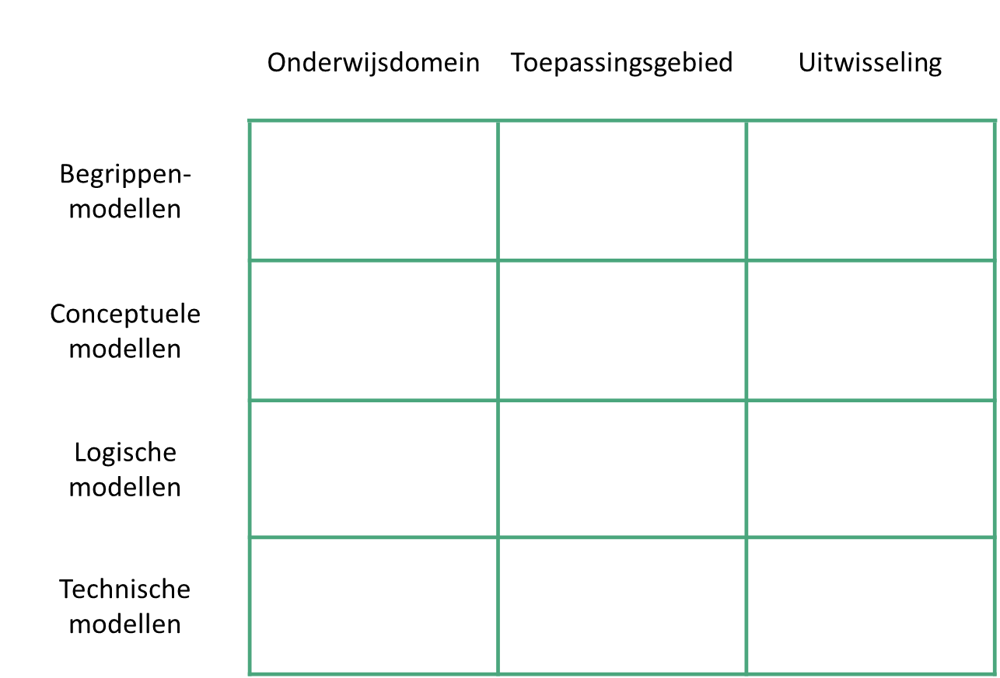 Onderwijsdomein Toepassingsgebied Uitwisseling
Begrippen-
modellen
Conceptuele
modellen
Logische
modellen
Technische
modellen